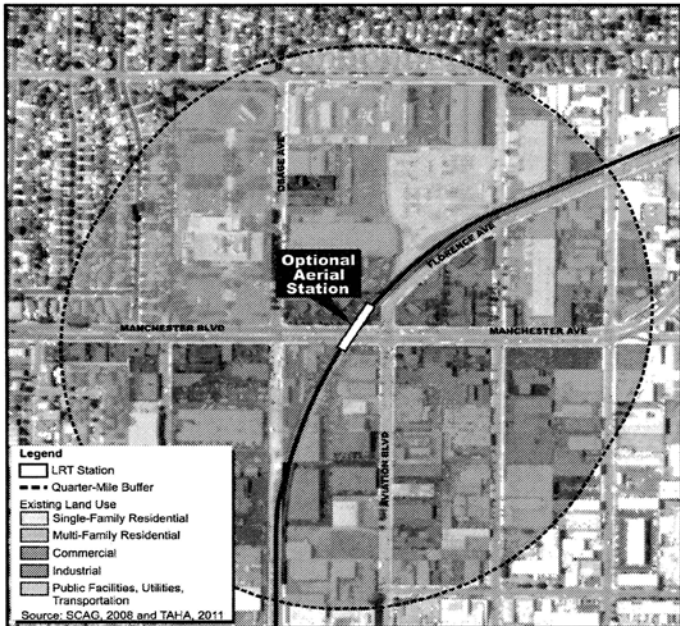 OSAGE AVE
FLORENCE AVE
Optional
Aerial
Station
MANCHESTER BLVD
MANCHESTER AVE
AVIATION BLVD
Legend
LRT Station
Quarter-Mile Buffer
Existing Land Use
Single-Family Residential
Multi-Family Residential
Commercial
Industrial
Public Facilities, Utilities,
Transportation
Source: SCAG, 2008 and TAHA, 2011